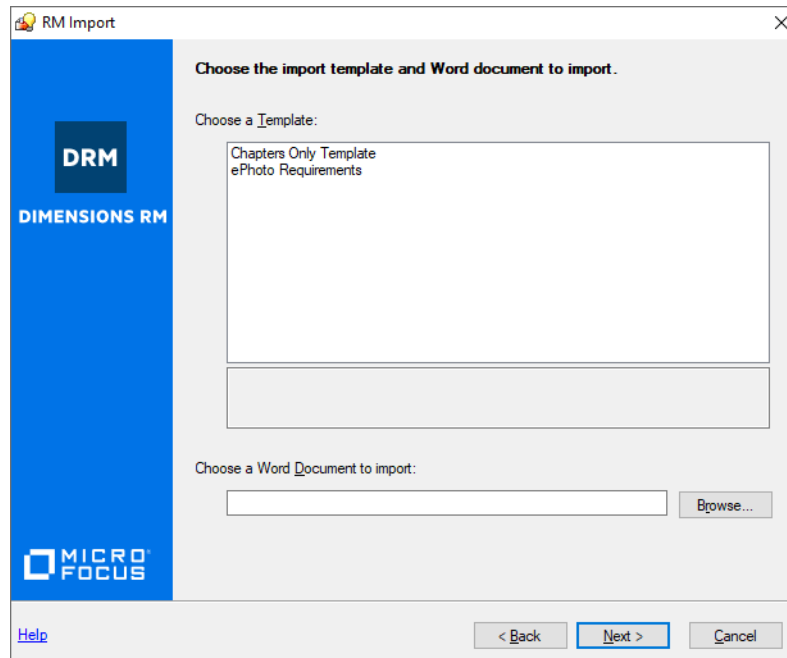 RM Import
Choose the import template and Word document to import.
Choose a Template:
Chapters Only Template
ePhoto Requirements
DRM
DIMENSIONS RM
Choose a Word Document to import:
Browse...
MICRO
FOCUS
Help
< Back
Next >
Cancel